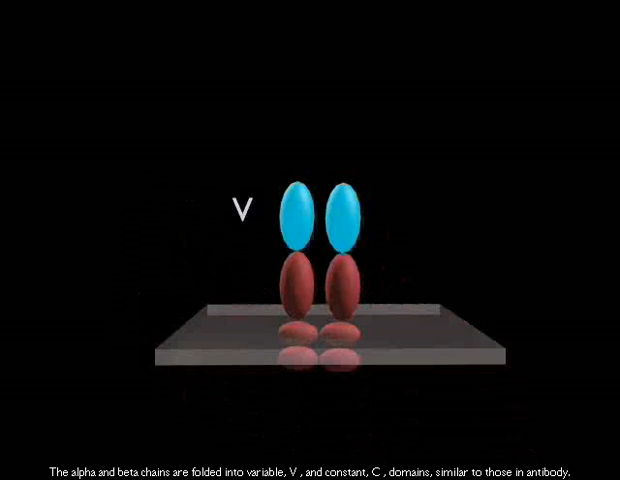 V
The alpha and beta chains are folded into variable, V , and constant, C , domains, similar to those in antibody.